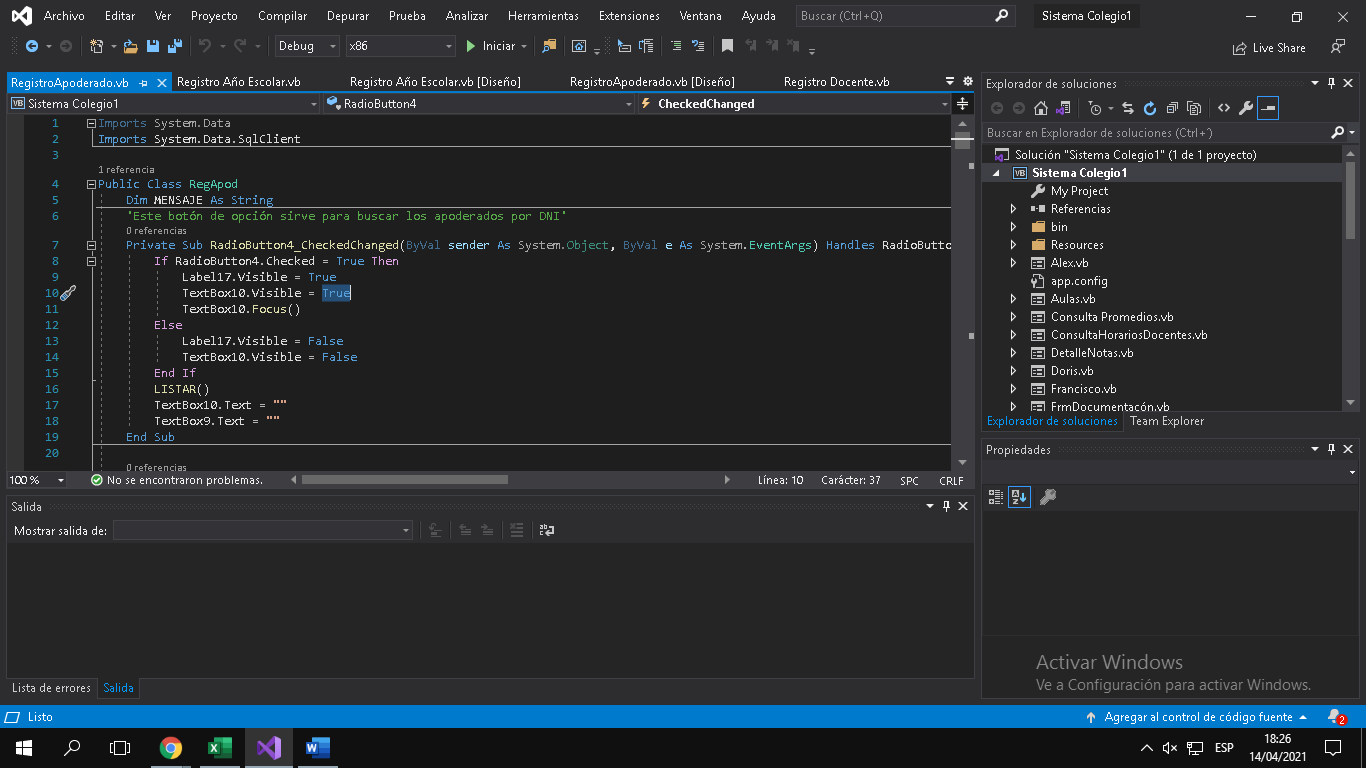 Archivo Editar Ver Proyecto Compilar Depurar Prueba Analizar Herramientas Extensiones Ventana Ayuda Buscar (Ctrl+Q) Sistema Colegio1
Debug x86 Iniciar Live Share
RegistroApoderado.vb Registro Año Escolar.vb Registro Año Escolar.vb [Diseño] RegistroApoderado.vb [Diseño] Registro Docente.vb
Sistema Colegio1 RadioButton4 CheckedChanged
1 Imports System.Data
2 Imports System.Data.SqlClient
3
1 referencia
4 Public Class RegApod
5 Dim MENSAJE As String
6 'Este botón de opción sirve para buscar los apoderados por DNI'
0 referencias
7 Private Sub RadioButton4_CheckedChanged(ByVal sender As System.Object, ByVal e As System.EventArgs) Handles RadioButto
8 If RadioButton4.Checked = True Then
9 Label17.Visible = True
10 TextBox10.Visible = True
11 TextBox10.Focus()
12 Else
13 Label17.Visible = False
14 TextBox10.Visible = False
15 End If
16 LISTAR()
17 TextBox10.Text = ""
18 TextBox9.Text = ""
19 End Sub
20
0 referencias
100 % No se encontraron problemas. Línea: 10 Carácter: 37 SPC CRLF
Salida
Mostrar salida de:
Lista de errores Salida
Explorador de soluciones
Buscar en Explorador de soluciones (Ctrl+´)
Solución "Sistema Colegio1" (1 de 1 proyecto)
VB Sistema Colegio1
My Project
Referencias
bin
Resources
Alex.vb
app.config
Aulas.vb
Consulta Promedios.vb
ConsultaHorariosDocentes.vb
DetalleNotas.vb
Doris.vb
Francisco.vb
FrmDocumentacón.vb
Explorador de soluciones Team Explorer
Propiedades
Activar Windows
Ve a Configuración para activar Windows.
Listo Agregar al control de código fuente 2
ESP 18:26
14/04/2021